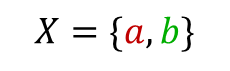 X = {a, b}